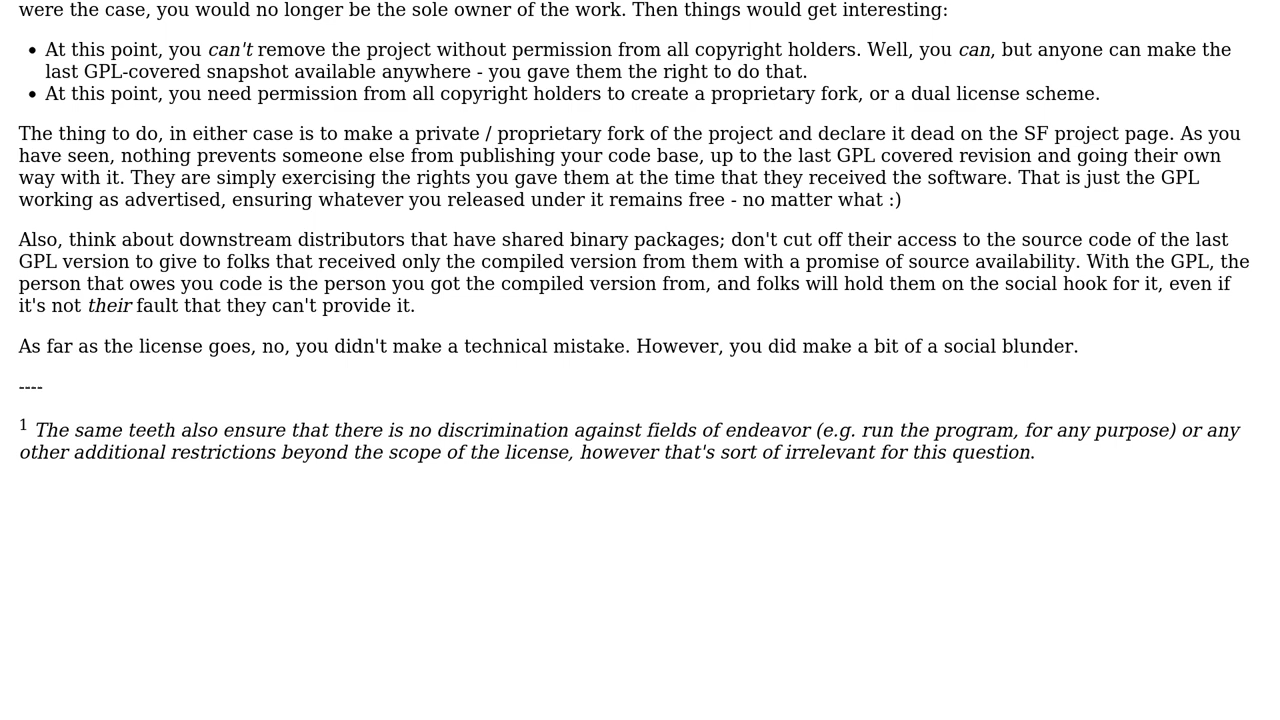 were the case, you would no longer be the sole owner of the work. Then things would get interesting:
• At this point, you can't remove the project without permission from all copyright holders. Well, you can, but anyone can make the
last GPL-covered snapshot available anywhere - you gave them the right to do that.
• At this point, you need permission from all copyright holders to create a proprietary fork, or a dual license scheme.
The thing to do, in either case is to make a private / proprietary fork of the project and declare it dead on the SF project page. As you
have seen, nothing prevents someone else from publishing your code base, up to the last GPL covered revision and going their own
way with it. They are simply exercising the rights you gave them at the time that they received the software. That is just the GPL
working as advertised, ensuring whatever you released under it remains free - no matter what :)
Also, think about downstream distributors that have shared binary packages; don't cut off their access to the source code of the last
GPL version to give to folks that received only the compiled version from them with a promise of source availability. With the GPL, the
person that owes you code is the person you got the compiled version from, and folks will hold them on the social hook for it, even if
it's not their fault that they can't provide it.
As far as the license goes, no, you didn't make a technical mistake. However, you did make a bit of a social blunder.
----
1 The same teeth also ensure that there is no discrimination against fields of endeavor (e.g. run the program, for any purpose) or any
other additional restrictions beyond the scope of the license, however that's sort of irrelevant for this question.